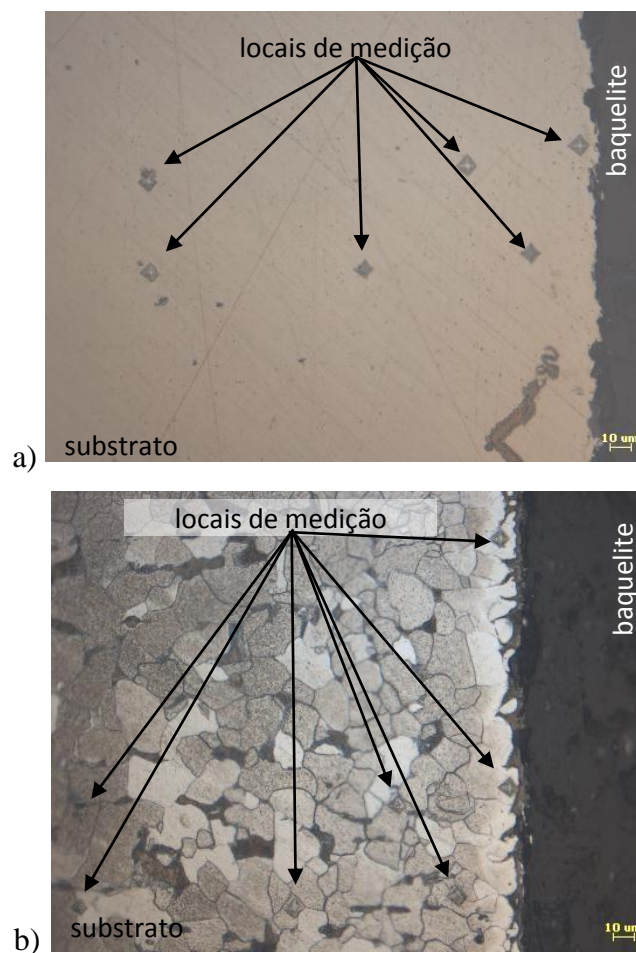 locais de medição
baquelite
substrato
10 um
a)
locais de medição
baquelite
substrato
10 um
b)